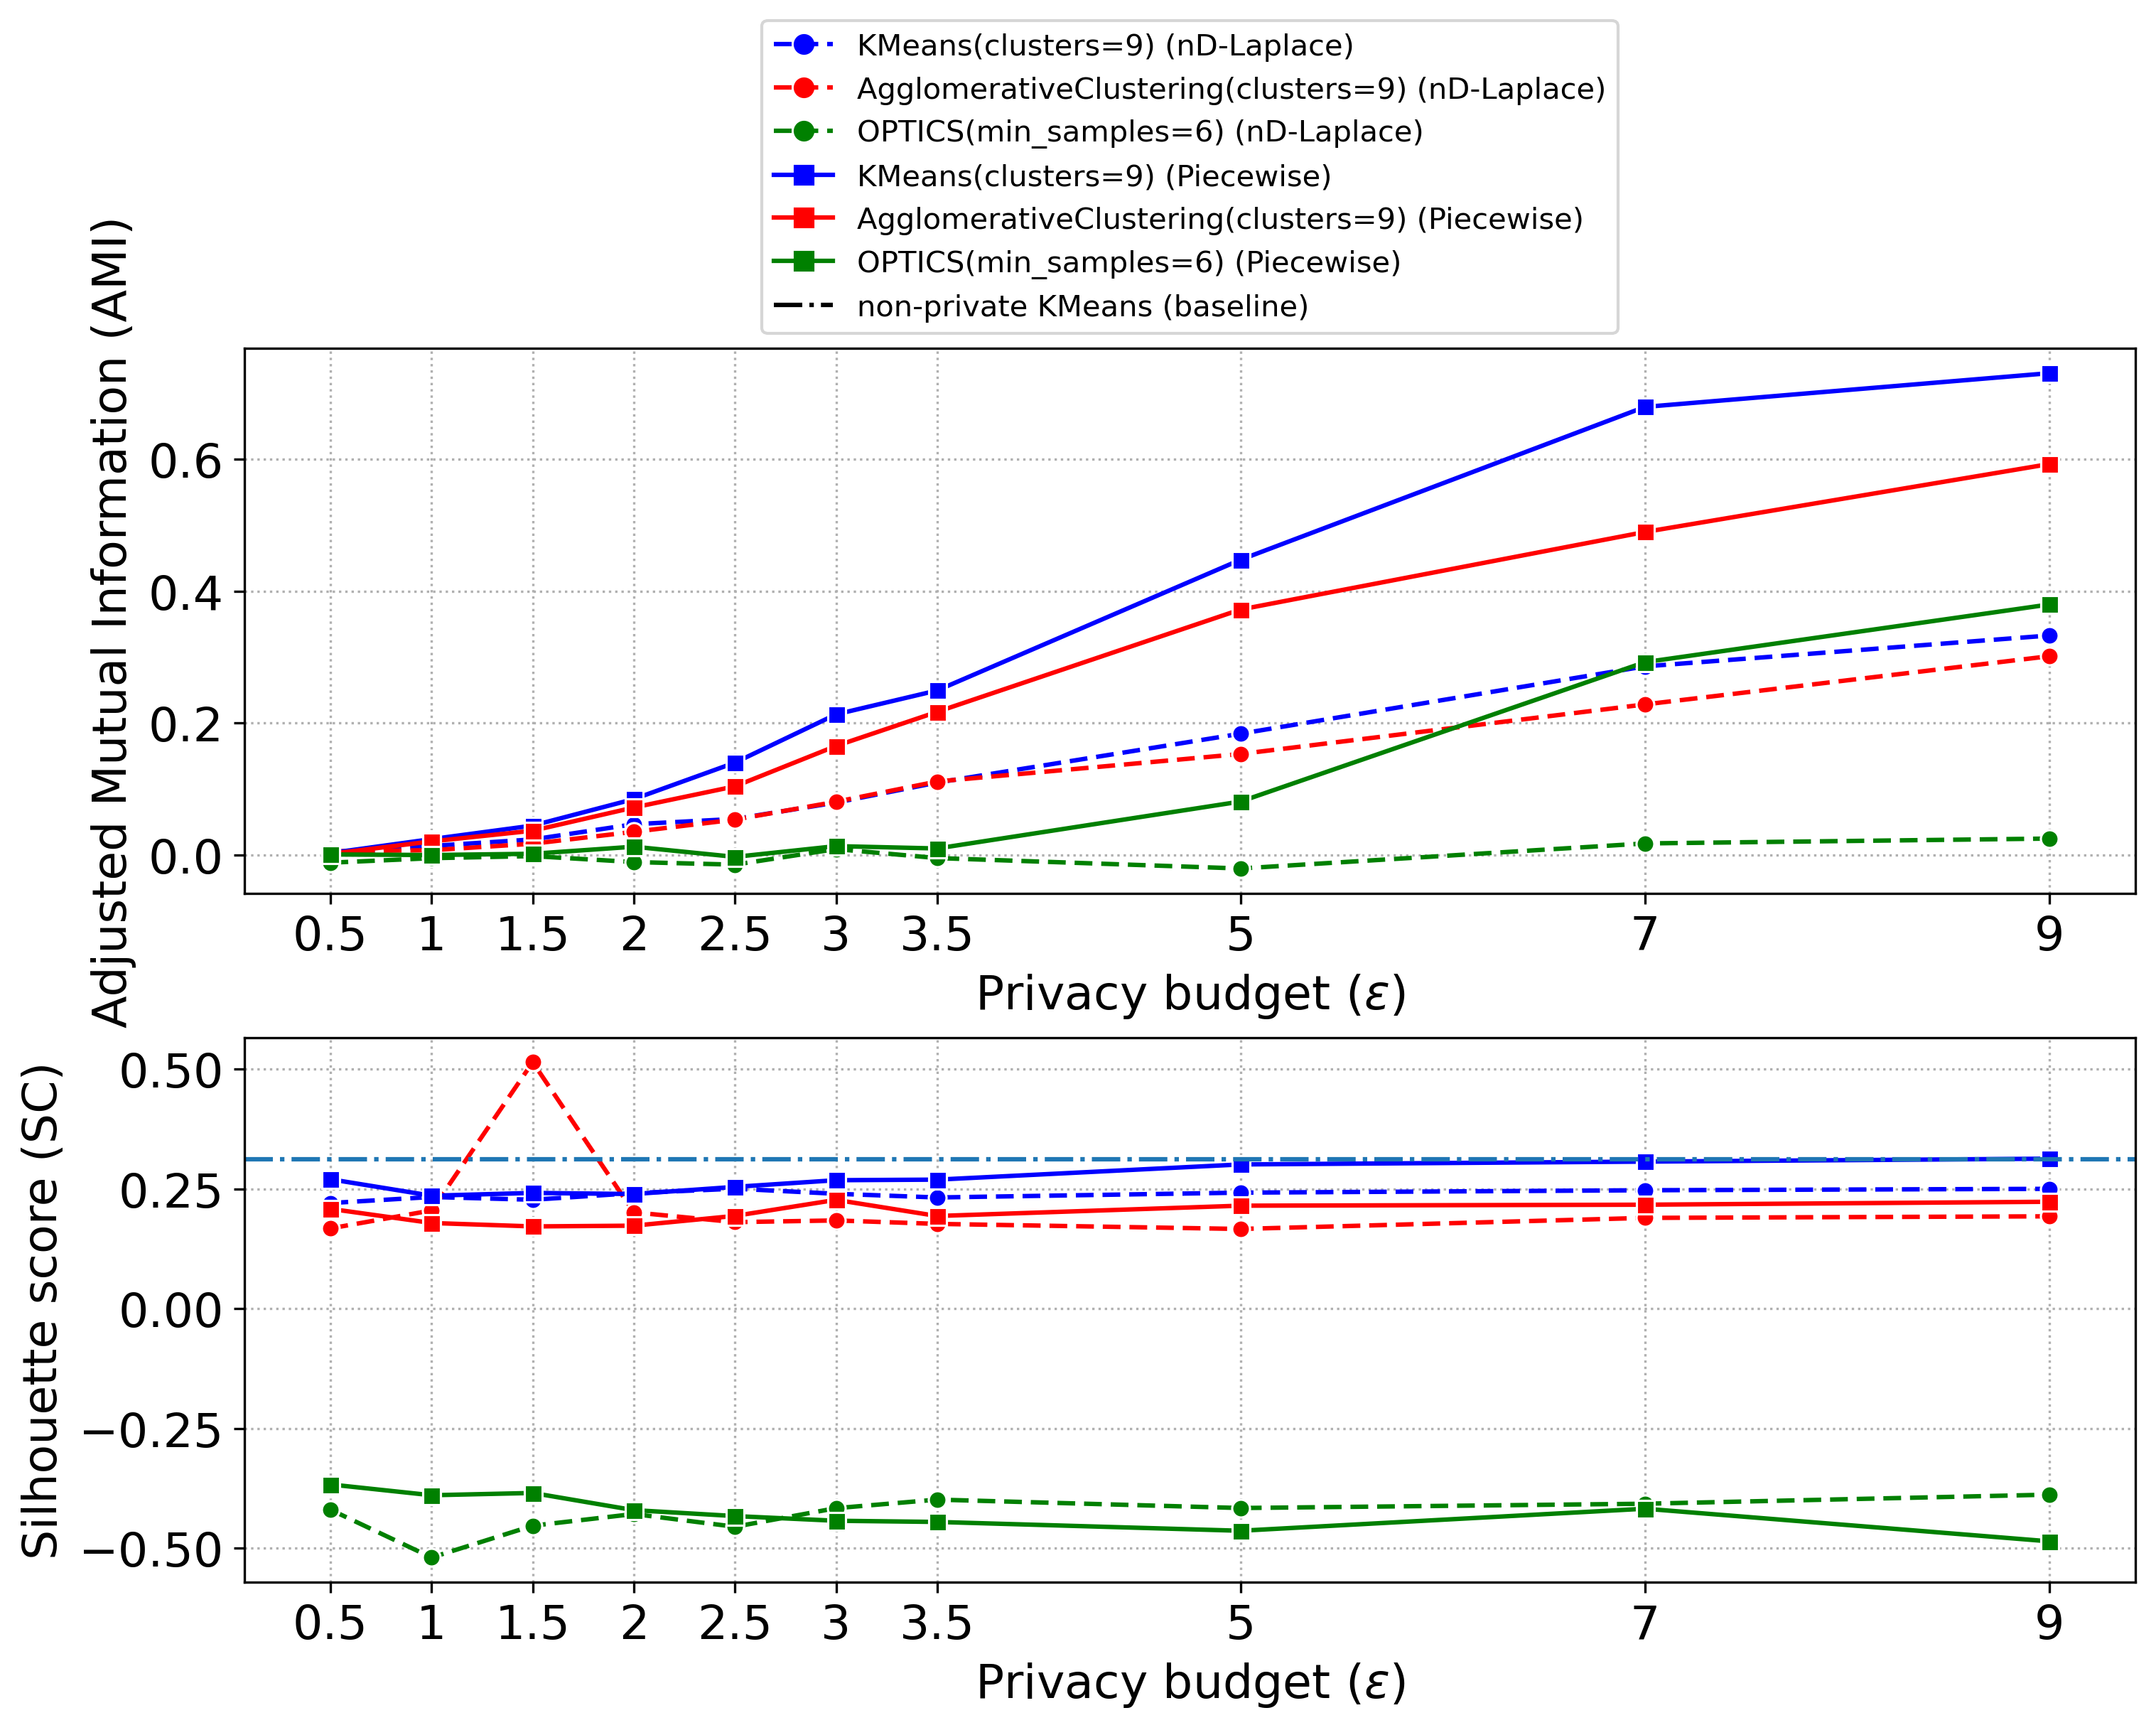 KMeans(clusters=9) (nD-Laplace)
AgglomerativeClustering(clusters=9) (nD-Laplace)
OPTICS(min_samples=6) (nD-Laplace)
KMeans(clusters=9) (Piecewise)
AgglomerativeClustering(clusters=9) (Piecewise)
OPTICS(min_samples=6) (Piecewise)
non-private KMeans (baseline)
Adjusted Mutual Information (AMI)
0.6
0.4
0.2
0.0
0.5 1 1.5 2 2.5 3 3.5 5 7 9
Privacy budget (ε)
Silhouette score (SC)
0.50
0.25
0.00
−0.25
−0.50
0.5 1 1.5 2 2.5 3 3.5 5 7 9
Privacy budget (ε)